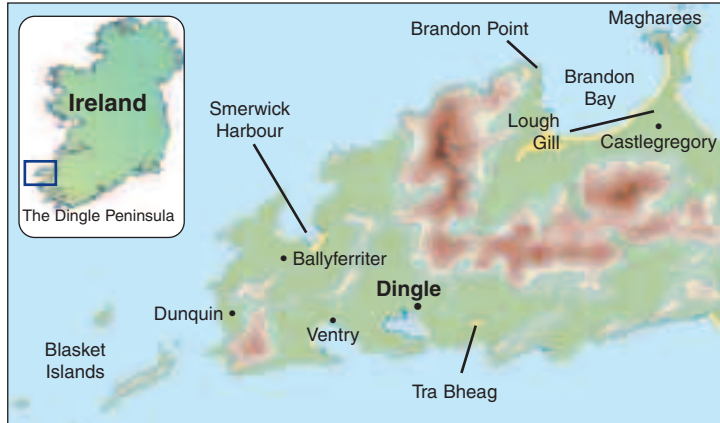 Ireland
The Dingle Peninsula
Magharees
Brandon Point
Brandon
Bay
Smerwick
Harbour
Lough
Gill
Castlegregory
Ballyferriter
Dingle
Dunquin
Ventry
Blasket
Islands
Tra Bheag